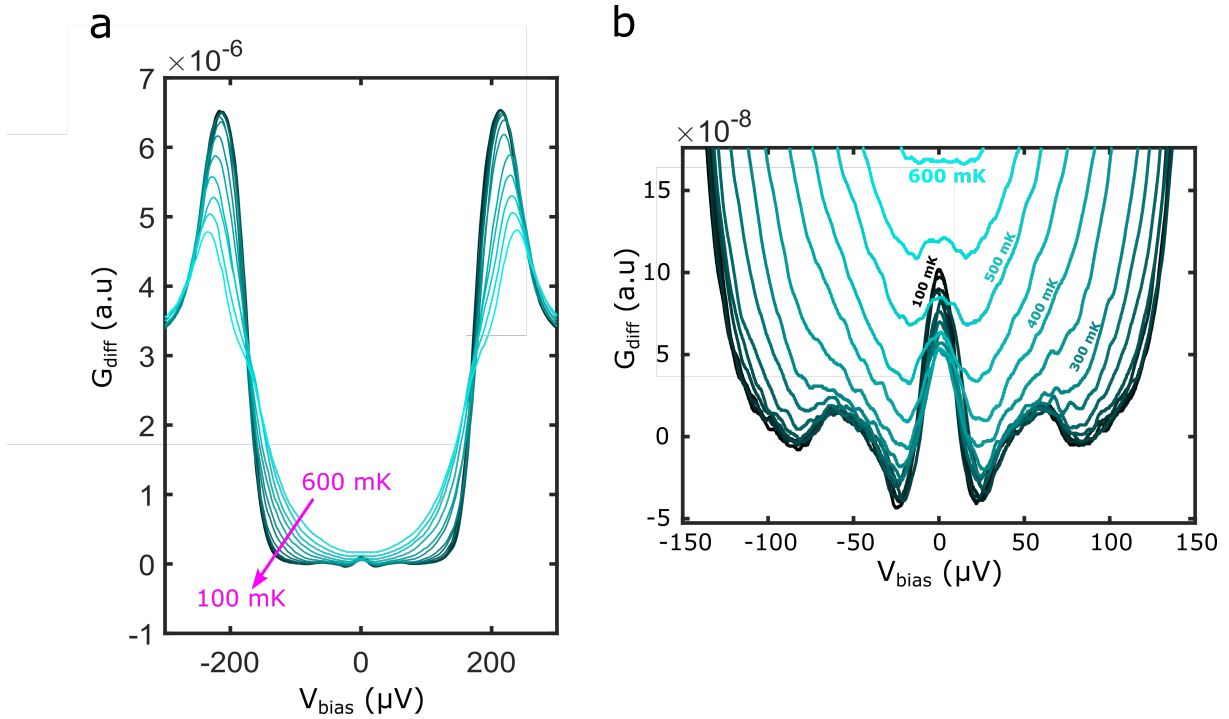 a
×10⁻⁶
7
6
5
4
3
2
1
0
-1
G_diff (a.u)
600 mK
100 mK
-200
0
200
V_bias (μV)
b
×10⁻⁸
15
10
5
0
-5
G_diff (a.u)
600 mK
500 mK
100 mK
400 mK
300 mK
-150
-100
-50
0
50
100
150
V_bias (μV)